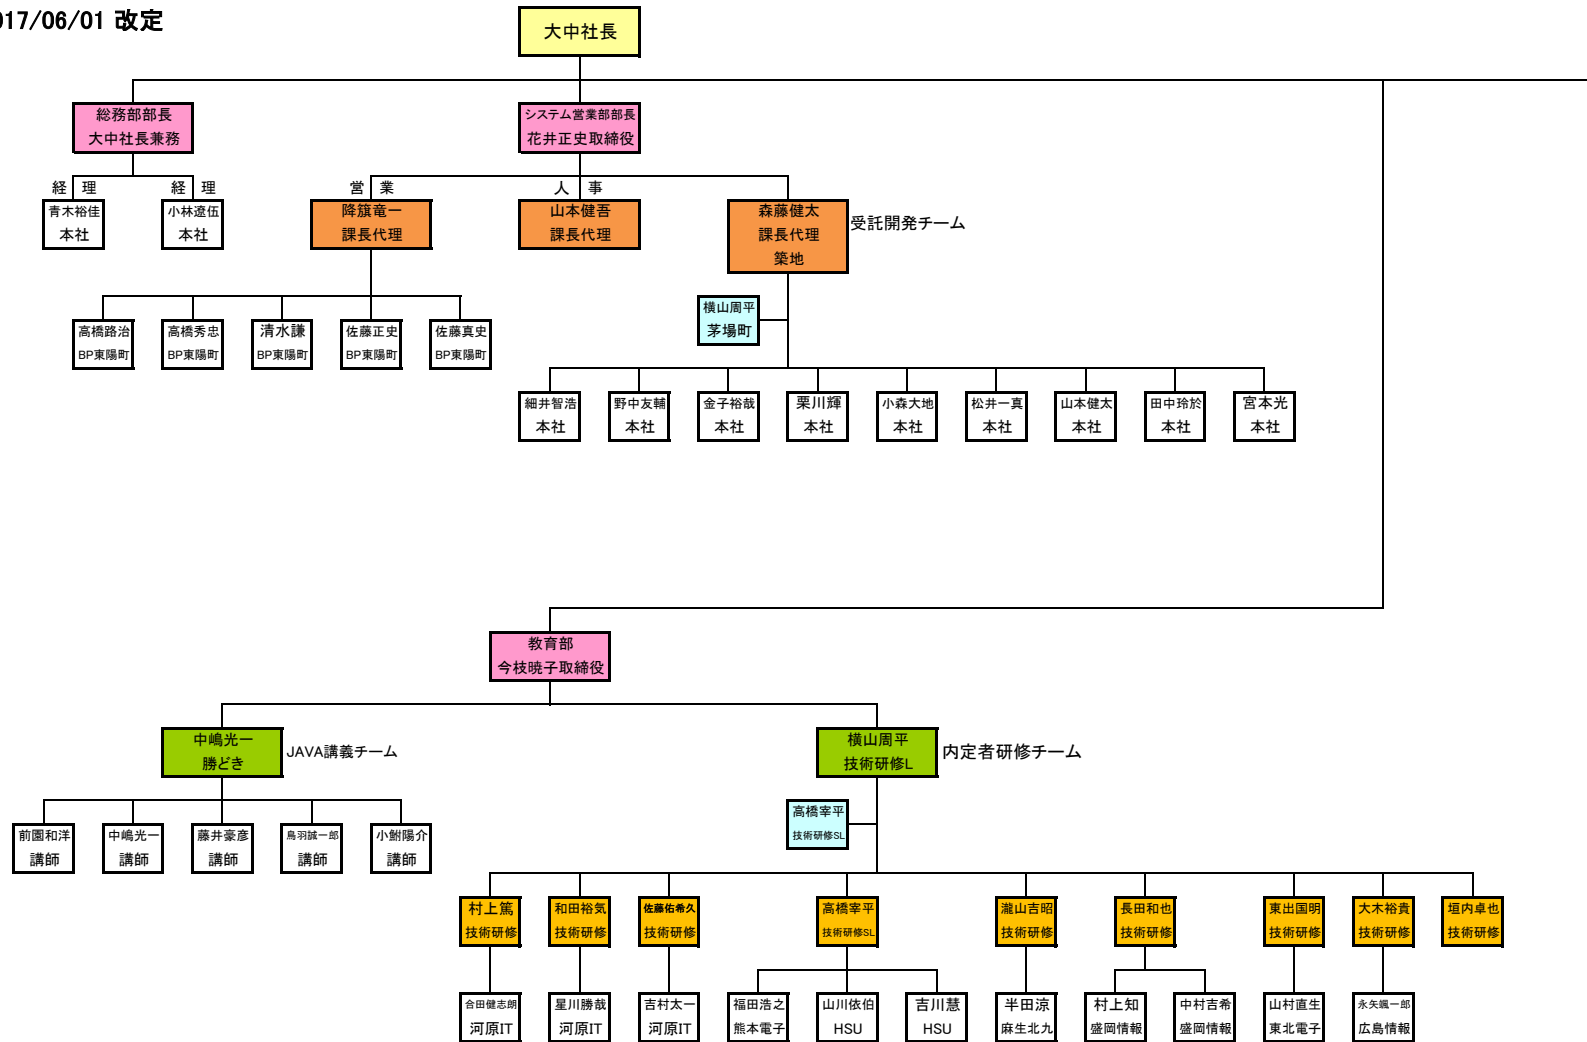 017/06/01 改定
大中社長
総務部部長
大中社長兼務
システム営業部部長
花井正史取締役
経 理
経 理
営 業
人 事
青木裕佳
本社
小林遼伍
本社
降籏竜一
課長代理
山本健吾
課長代理
森藤健太
課長代理
築地
受託開発チーム
横山周平
茅場町
高橋路治
BP東陽町
高橋秀忠
BP東陽町
清水謙
BP東陽町
佐藤正史
BP東陽町
佐藤真史
BP東陽町
細井智浩
本社
野中友輔
本社
金子裕哉
本社
栗川輝
本社
小森大地
本社
松井一真
本社
山本健太
本社
田中玲於
本社
宮本光
本社
教育部
今枝暁子取締役
中嶋光一
勝どき
JAVA講義チーム
横山周平
技術研修L
内定者研修チーム
高橋宰平
技術研修SL
前園和洋
講師
中嶋光一
講師
藤井豪彦
講師
鳥羽誠一郎
講師
小鮒陽介
講師
村上篤
技術研修
和田裕気
技術研修
佐藤佑希久
技術研修
高橋宰平
技術研修SL
瀧山吉昭
技術研修
長田和也
技術研修
東出国明
技術研修
大木裕貴
技術研修
垣内卓也
技術研修
合田健志朗
河原IT
星川勝哉
河原IT
吉村太一
河原IT
福田浩之
熊本電子
山川依伯
HSU
吉川慧
HSU
半田涼
麻生北九
村上知
盛岡情報
中村吉希
盛岡情報
山村直生
東北電子
永矢颯一郎
広島情報